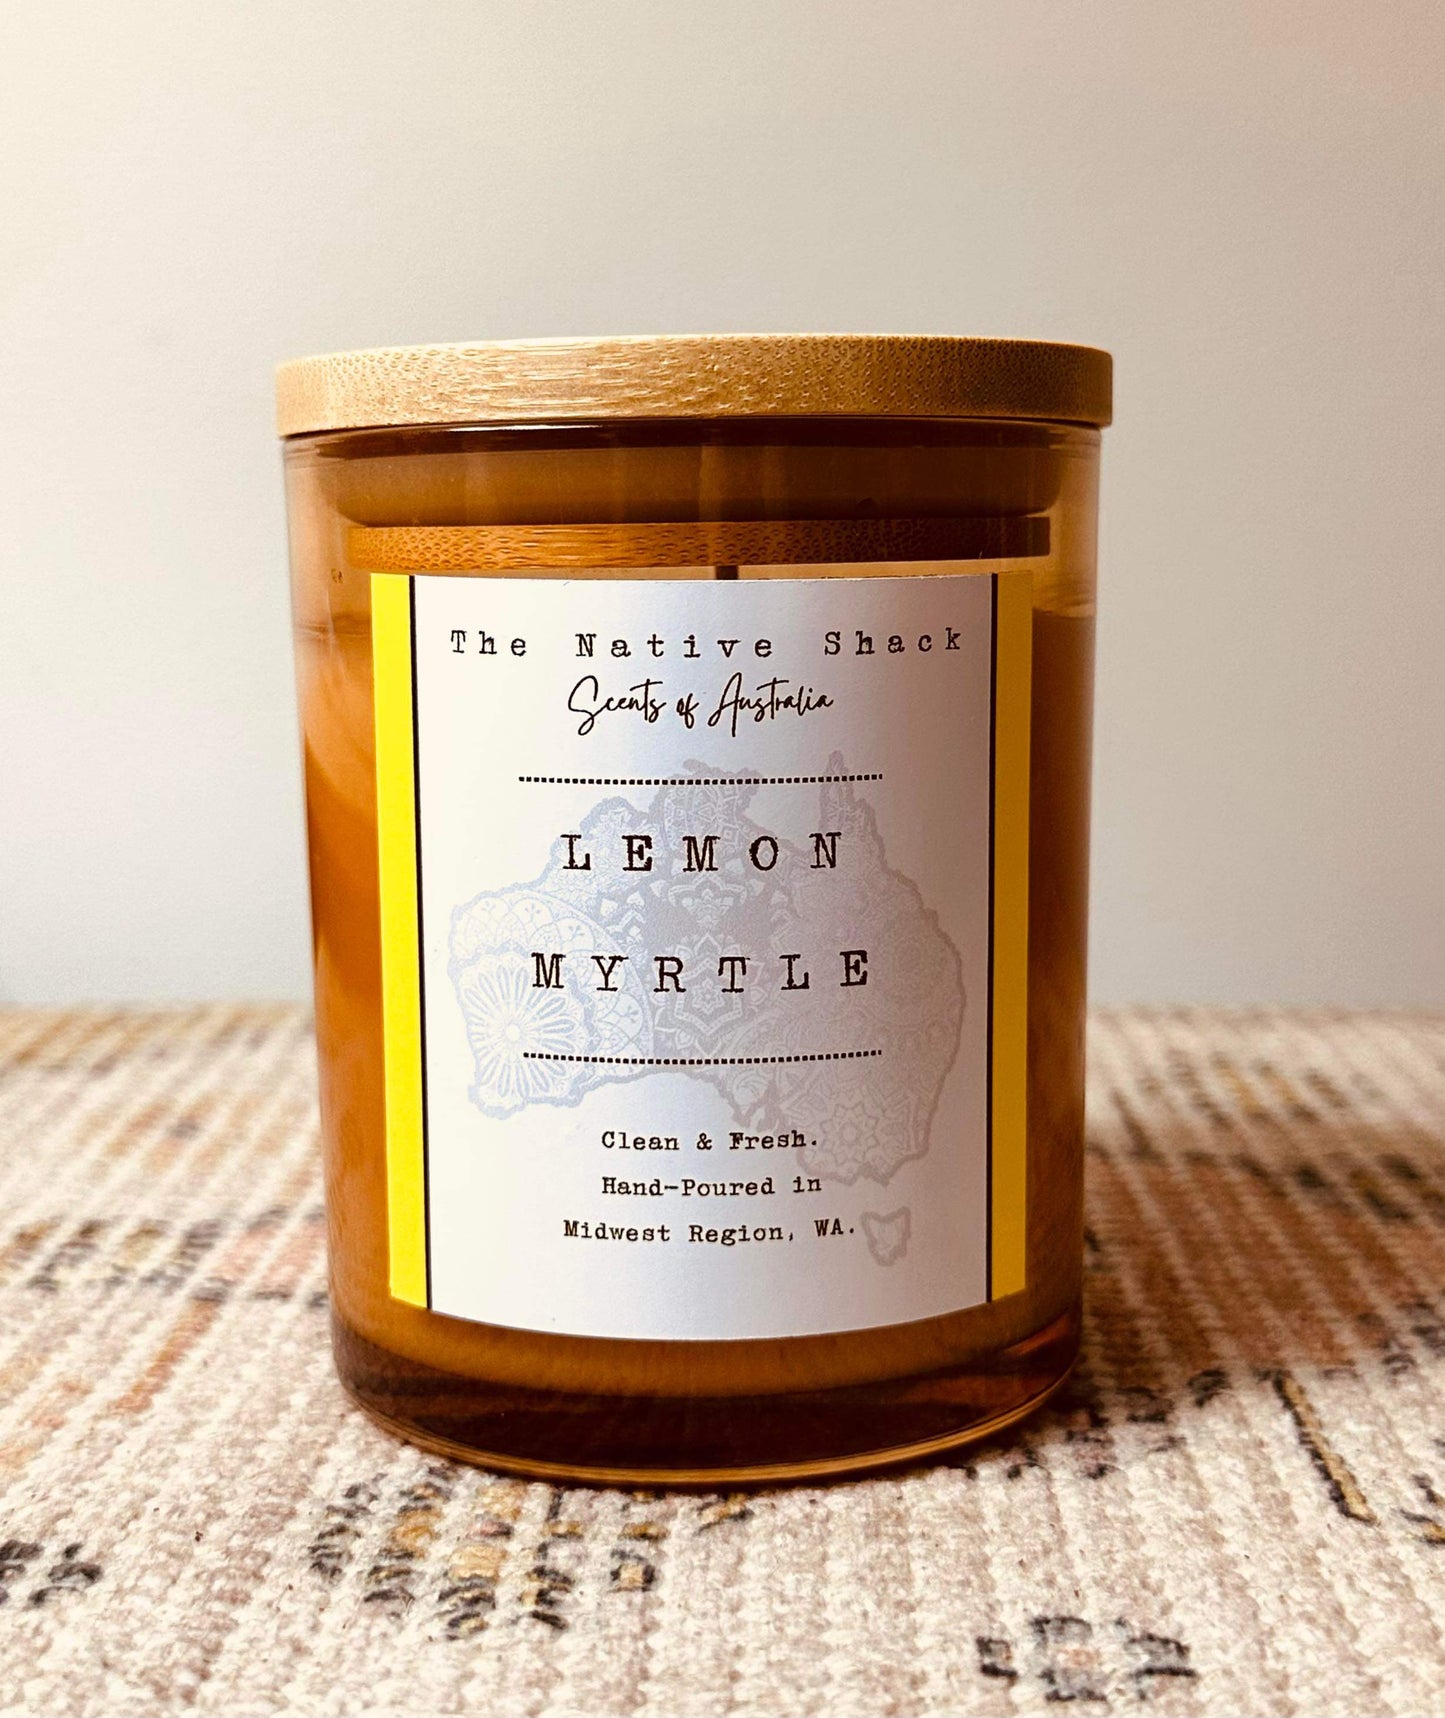 The Native Shack
Scents of Australia
LEMON
MYRTLE
Clean & Fresh.
Hand-Poured in
Midwest Region, WA.